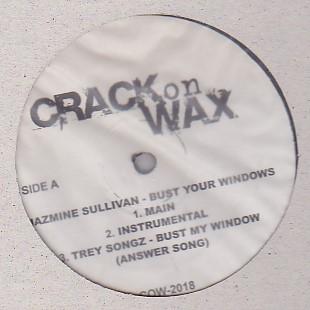 CRACK on
WAX
SIDE A
JAZMINE SULLIVAN - BUST YOUR WINDOWS
1. MAIN
2. INSTRUMENTAL
3. TREY SONGZ - BUST MY WINDOW
(ANSWER SONG)
COW-2018